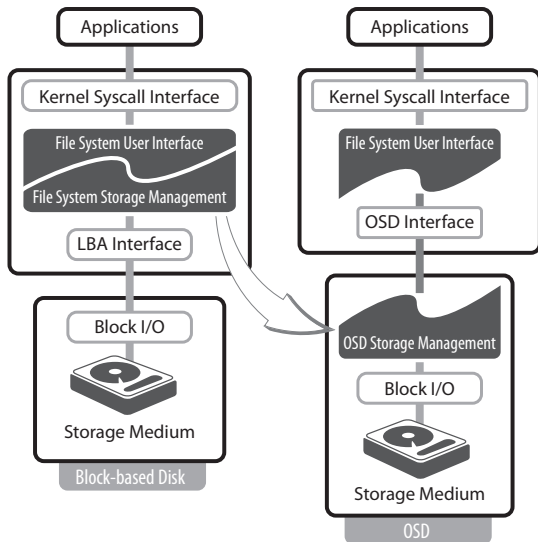 Applications
Kernel Syscall Interface
File System User Interface
File System Storage Management
LBA Interface
Block I/O
Storage Medium
Block-based Disk
Applications
Kernel Syscall Interface
File System User Interface
OSD Interface
OSD Storage Management
Block I/O
Storage Medium
OSD